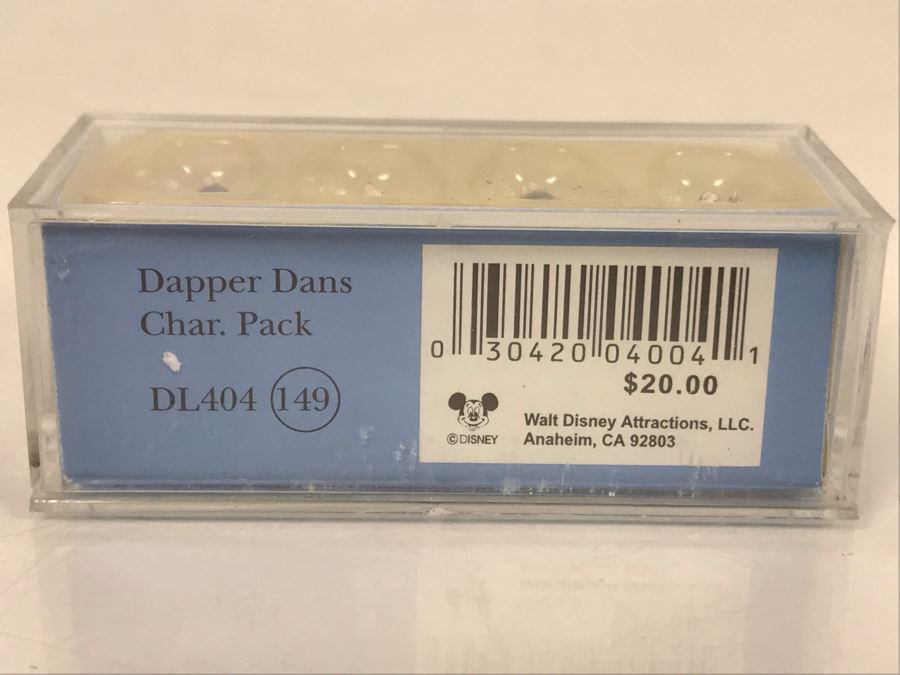 Dapper Dans
Char. Pack
DL404 149
0 30420 04004 1
$20.00
© DISNEY
Walt Disney Attractions, LLC.
Anaheim, CA 92803